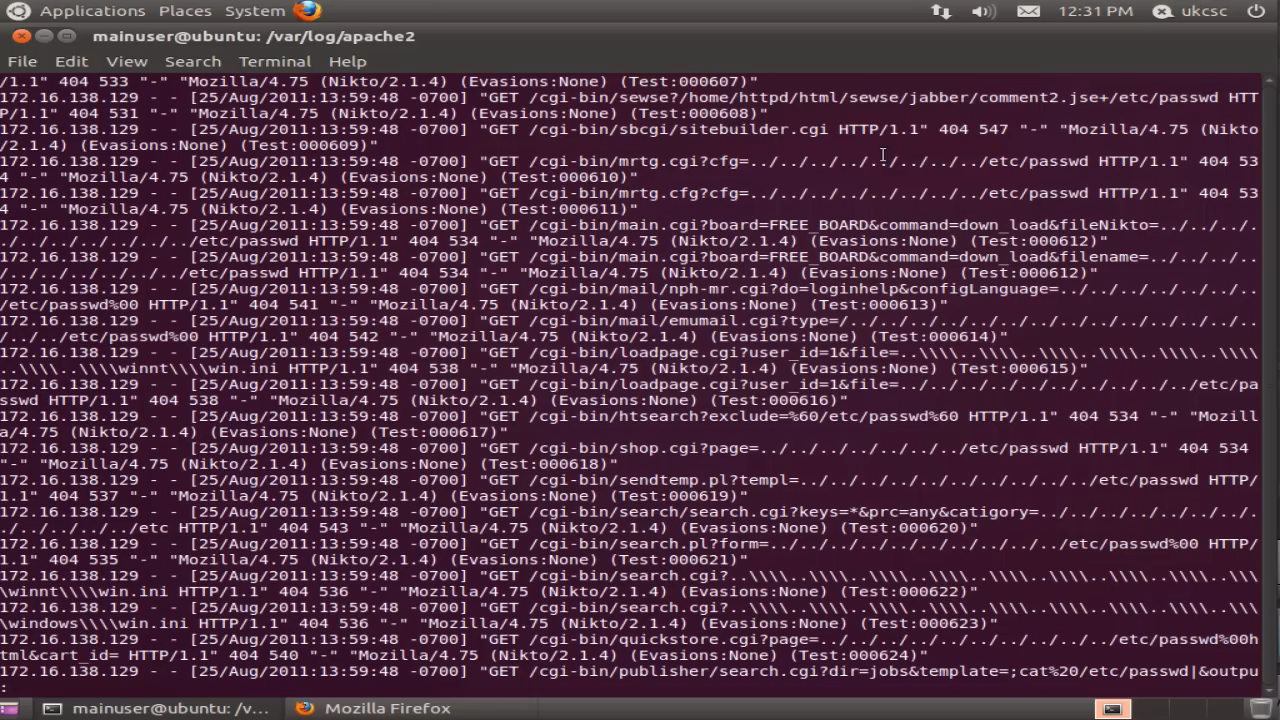 Applications Places System 12:31 PM ukcsc
mainuser@ubuntu: /var/log/apache2
File Edit View Search Terminal Help
/1.1" 404 533 "-" "Mozilla/4.75 (Nikto/2.1.4) (Evasions:None) (Test:000607)"
172.16.138.129 - - [25/Aug/2011:13:59:48 -0700] "GET /cgi-bin/sewse?/home/httpd/html/sewse/jabber/comment2.jse+/etc/passwd HTT
P/1.1" 404 531 "-" "Mozilla/4.75 (Nikto/2.1.4) (Evasions:None) (Test:000608)"
172.16.138.129 - - [25/Aug/2011:13:59:48 -0700] "GET /cgi-bin/sbcgi/sitebuilder.cgi HTTP/1.1" 404 547 "-" "Mozilla/4.75 (Nikto
/2.1.4) (Evasions:None) (Test:000609)"
172.16.138.129 - - [25/Aug/2011:13:59:48 -0700] "GET /cgi-bin/mrtg.cgi?cfg=../../../../../../../../etc/passwd HTTP/1.1" 404 53
4 "-" "Mozilla/4.75 (Nikto/2.1.4) (Evasions:None) (Test:000610)"
172.16.138.129 - - [25/Aug/2011:13:59:48 -0700] "GET /cgi-bin/mrtg.cfg?cfg=../../../../../../../../etc/passwd HTTP/1.1" 404 53
4 "-" "Mozilla/4.75 (Nikto/2.1.4) (Evasions:None) (Test:000611)"
172.16.138.129 - - [25/Aug/2011:13:59:48 -0700] "GET /cgi-bin/main.cgi?board=FREE_BOARD&command=down_load&fileNikto=../../../.
./../../../../../../etc/passwd HTTP/1.1" 404 534 "-" "Mozilla/4.75 (Nikto/2.1.4) (Evasions:None) (Test:000612)"
172.16.138.129 - - [25/Aug/2011:13:59:48 -0700] "GET /cgi-bin/main.cgi?board=FREE_BOARD&command=down_load&filename=../../../..
/../../../../../../etc/passwd HTTP/1.1" 404 534 "-" "Mozilla/4.75 (Nikto/2.1.4) (Evasions:None) (Test:000612)"
172.16.138.129 - - [25/Aug/2011:13:59:48 -0700] "GET /cgi-bin/mail/nph-mr.cgi?do=loginhelp&configLanguage=../../../../../../..
/etc/passwd%00 HTTP/1.1" 404 541 "-" "Mozilla/4.75 (Nikto/2.1.4) (Evasions:None) (Test:000613)"
172.16.138.129 - - [25/Aug/2011:13:59:48 -0700] "GET /cgi-bin/mail/emumail.cgi?type=/../../../../../../../../../../../../../..
/../../etc/passwd%00 HTTP/1.1" 404 542 "-" "Mozilla/4.75 (Nikto/2.1.4) (Evasions:None) (Test:000614)"
172.16.138.129 - - [25/Aug/2011:13:59:48 -0700] "GET /cgi-bin/loadpage.cgi?user_id=1&file=..\\\\..\\\\..\\\\..\\\\..\\\\..\\\\
..\\\\..\\\\winnt\\\\win.ini HTTP/1.1" 404 538 "-" "Mozilla/4.75 (Nikto/2.1.4) (Evasions:None) (Test:000615)"
172.16.138.129 - - [25/Aug/2011:13:59:48 -0700] "GET /cgi-bin/loadpage.cgi?user_id=1&file=../../../../../../../../../../etc/pa
sswd HTTP/1.1" 404 538 "-" "Mozilla/4.75 (Nikto/2.1.4) (Evasions:None) (Test:000616)"
172.16.138.129 - - [25/Aug/2011:13:59:48 -0700] "GET /cgi-bin/htsearch?exclude=%60/etc/passwd%60 HTTP/1.1" 404 534 "-" "Mozill
a/4.75 (Nikto/2.1.4) (Evasions:None) (Test:000617)"
172.16.138.129 - - [25/Aug/2011:13:59:48 -0700] "GET /cgi-bin/shop.cgi?page=../../../../../../../etc/passwd HTTP/1.1" 404 534
"-" "Mozilla/4.75 (Nikto/2.1.4) (Evasions:None) (Test:000618)"
172.16.138.129 - - [25/Aug/2011:13:59:48 -0700] "GET /cgi-bin/sendtemp.pl?templ=../../../../../../../../../../etc/passwd HTTP/
1.1" 404 537 "-" "Mozilla/4.75 (Nikto/2.1.4) (Evasions:None) (Test:000619)"
172.16.138.129 - - [25/Aug/2011:13:59:48 -0700] "GET /cgi-bin/search/search.cgi?keys=*&prc=any&catigory=../../../../../../../.
./../../../../etc HTTP/1.1" 404 543 "-" "Mozilla/4.75 (Nikto/2.1.4) (Evasions:None) (Test:000620)"
172.16.138.129 - - [25/Aug/2011:13:59:48 -0700] "GET /cgi-bin/search.pl?form=../../../../../../../../../../etc/passwd%00 HTTP/
1.1" 404 535 "-" "Mozilla/4.75 (Nikto/2.1.4) (Evasions:None) (Test:000621)"
172.16.138.129 - - [25/Aug/2011:13:59:48 -0700] "GET /cgi-bin/search.cgi?..\\\\..\\\\..\\\\..\\\\..\\\\..\\\\..\\\\..\\\\..\\\
\winnt\\\\win.ini HTTP/1.1" 404 536 "-" "Mozilla/4.75 (Nikto/2.1.4) (Evasions:None) (Test:000622)"
172.16.138.129 - - [25/Aug/2011:13:59:48 -0700] "GET /cgi-bin/search.cgi?..\\\\..\\\\..\\\\..\\\\..\\\\..\\\\..\\\\..\\\\..\\\
\windows\\\\win.ini HTTP/1.1" 404 536 "-" "Mozilla/4.75 (Nikto/2.1.4) (Evasions:None) (Test:000623)"
172.16.138.129 - - [25/Aug/2011:13:59:48 -0700] "GET /cgi-bin/quickstore.cgi?page=../../../../../../../../../../etc/passwd%00h
tml&cart_id= HTTP/1.1" 404 540 "-" "Mozilla/4.75 (Nikto/2.1.4) (Evasions:None) (Test:000624)"
172.16.138.129 - - [25/Aug/2011:13:59:48 -0700] "GET /cgi-bin/publisher/search.cgi?dir=jobs&template=;cat%20/etc/passwd|&outpu
:
mainuser@ubuntu: /v... Mozilla Firefox